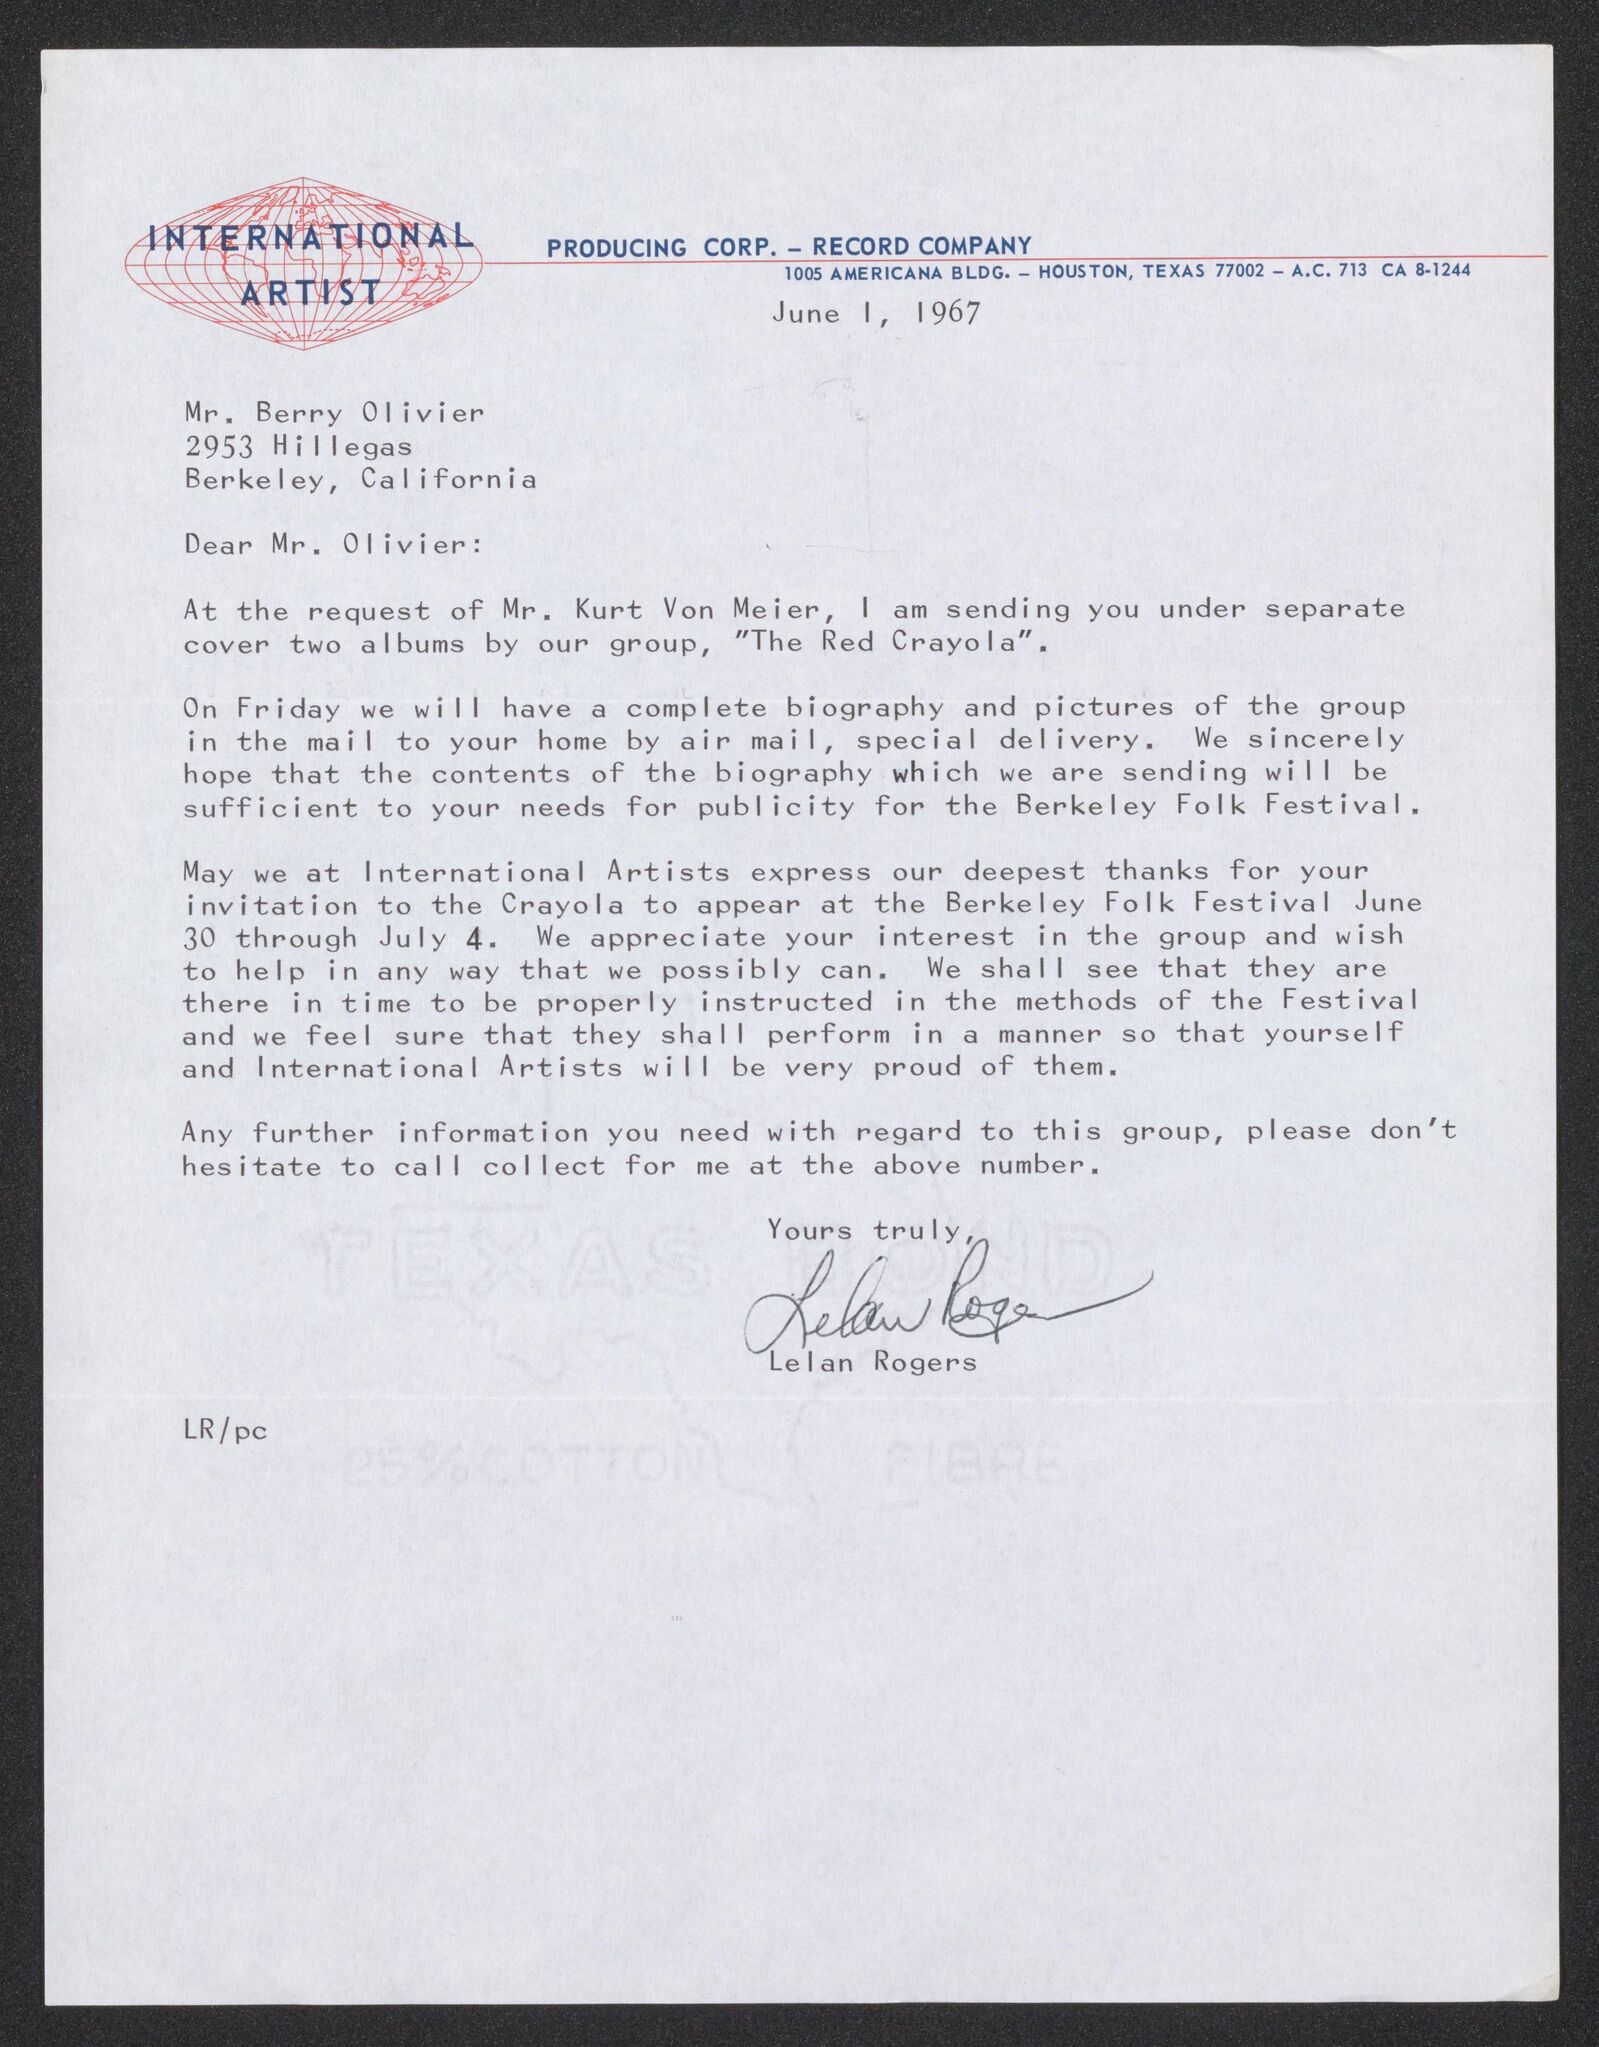 INTERNATIONAL
ARTIST
PRODUCING CORP. – RECORD COMPANY
1005 AMERICANA BLDG. – HOUSTON, TEXAS 77002 – A.C. 713 CA 8-1244
June 1, 1967
Mr. Berry Olivier
2953 Hillegas
Berkeley, California
Dear Mr. Olivier:
At the request of Mr. Kurt Von Meier, I am sending you under separate
cover two albums by our group, "The Red Crayola".
On Friday we will have a complete biography and pictures of the group
in the mail to your home by air mail, special delivery. We sincerely
hope that the contents of the biography which we are sending will be
sufficient to your needs for publicity for the Berkeley Folk Festival.
May we at International Artists express our deepest thanks for your
invitation to the Crayola to appear at the Berkeley Folk Festival June
30 through July 4. We appreciate your interest in the group and wish
to help in any way that we possibly can. We shall see that they are
there in time to be properly instructed in the methods of the Festival
and we feel sure that they shall perform in a manner so that yourself
and International Artists will be very proud of them.
Any further information you need with regard to this group, please don't
hesitate to call collect for me at the above number.
Yours truly,
TEXAS BOND
Lelan Rogers
Lelan Rogers
LR/pc
25% COTTON FIBRE